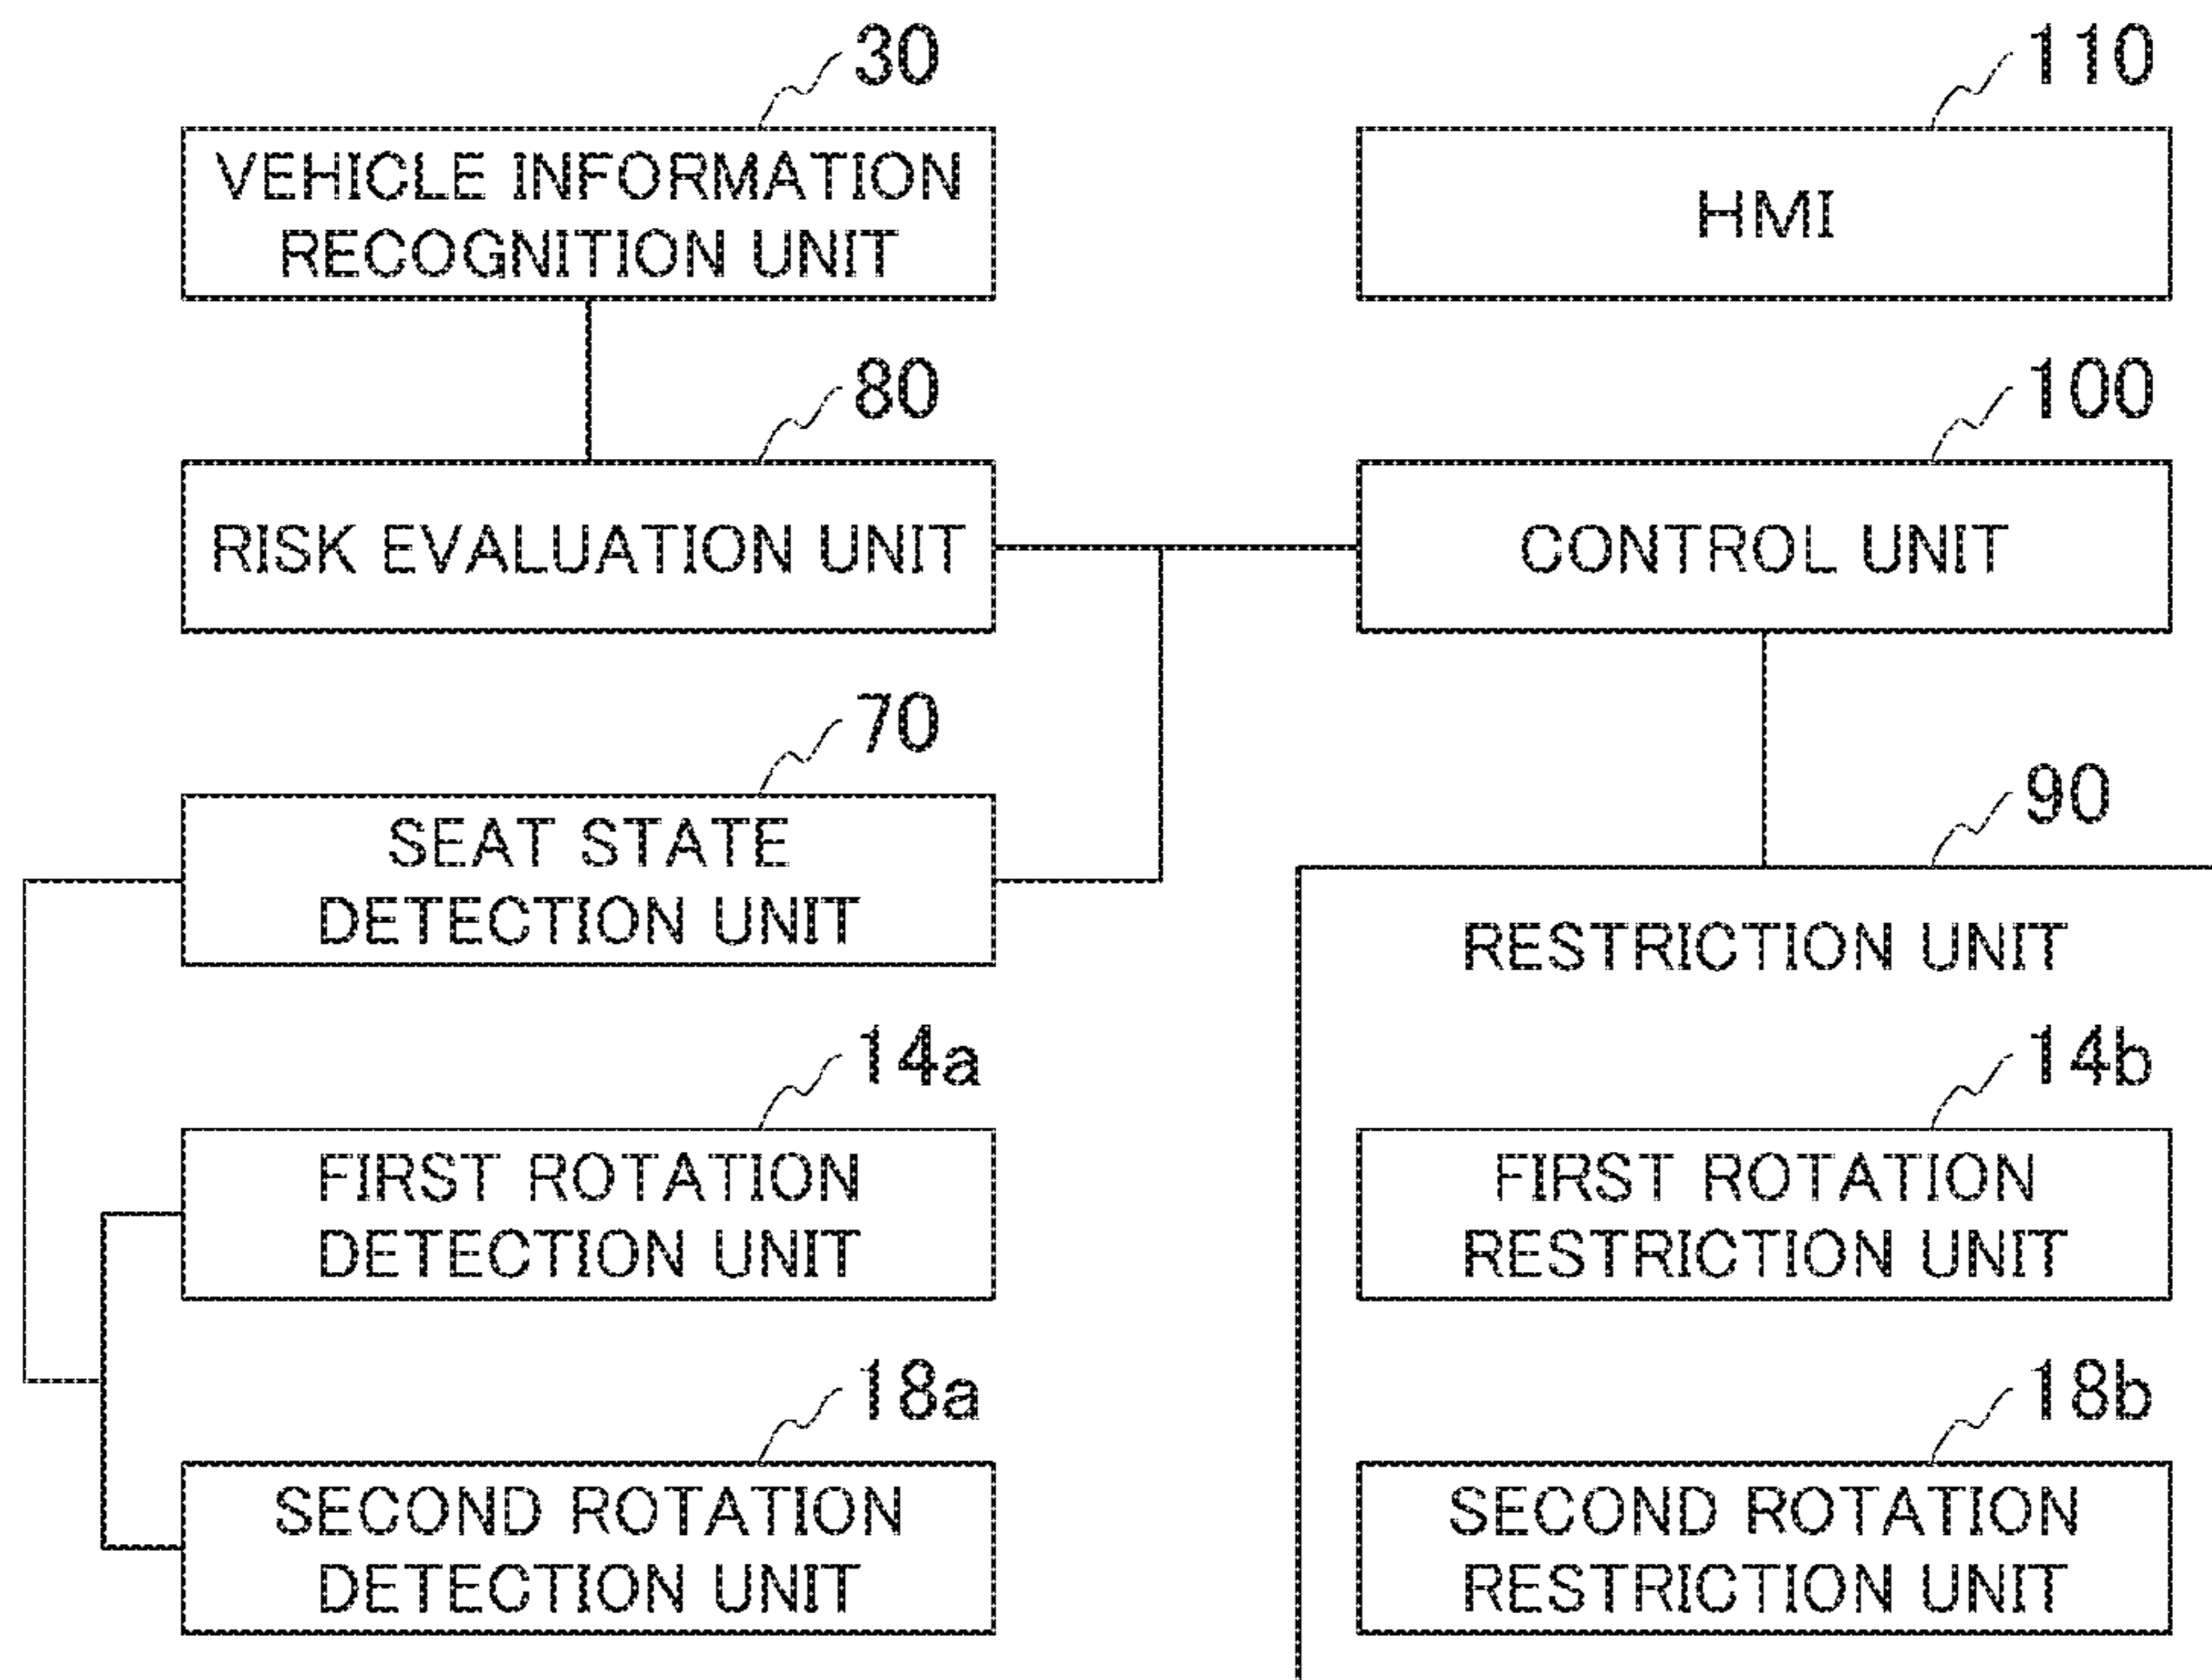 30
VEHICLE INFORMATION
RECOGNITION UNIT
110
HMI
80
RISK EVALUATION UNIT
100
CONTROL UNIT
70
SEAT STATE
DETECTION UNIT
90
RESTRICTION UNIT
14a
FIRST ROTATION
DETECTION UNIT
14b
FIRST ROTATION
RESTRICTION UNIT
18a
SECOND ROTATION
DETECTION UNIT
18b
SECOND ROTATION
RESTRICTION UNIT